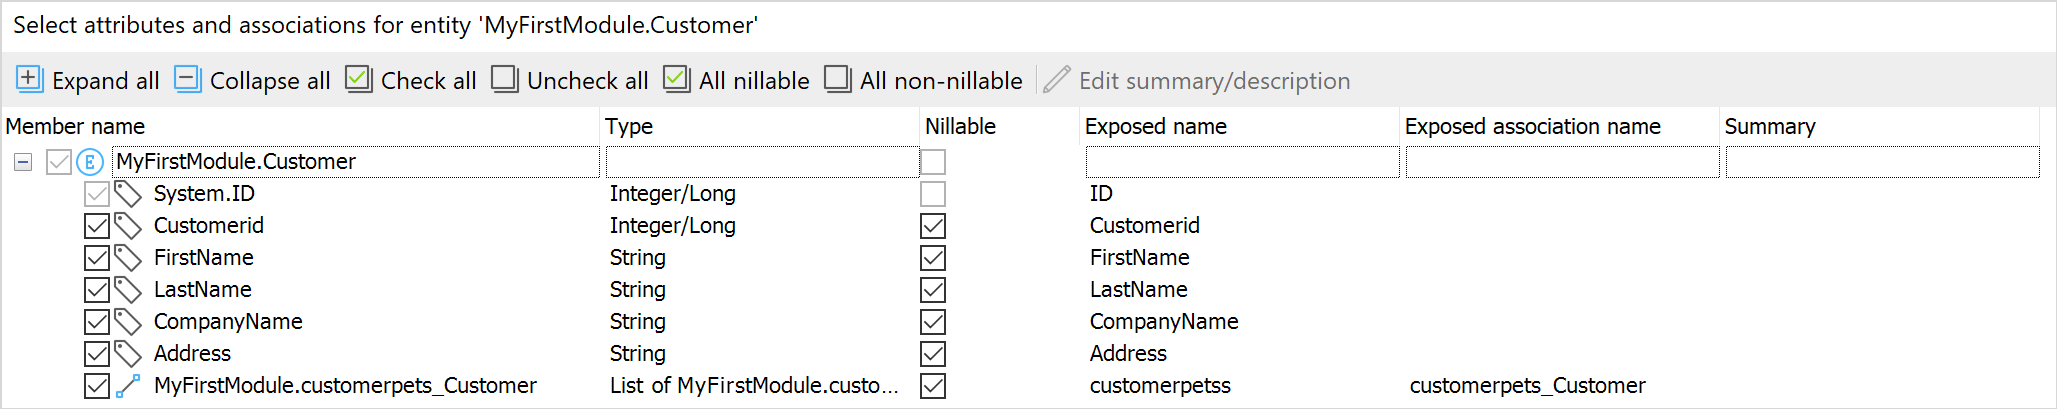 Select attributes and associations for entity 'MyFirstModule.Customer'
Expand all Collapse all Check all Uncheck all All nillable All non-nillable Edit summary/description
Member name Type Nillable Exposed name Exposed association name Summary
MyFirstModule.Customer
System.ID Integer/Long ID
Customerid Integer/Long Customerid
FirstName String FirstName
LastName String LastName
CompanyName String CompanyName
Address String Address
MyFirstModule.customerpets_Customer List of MyFirstModule.custo... customerpetss customerpets_Customer